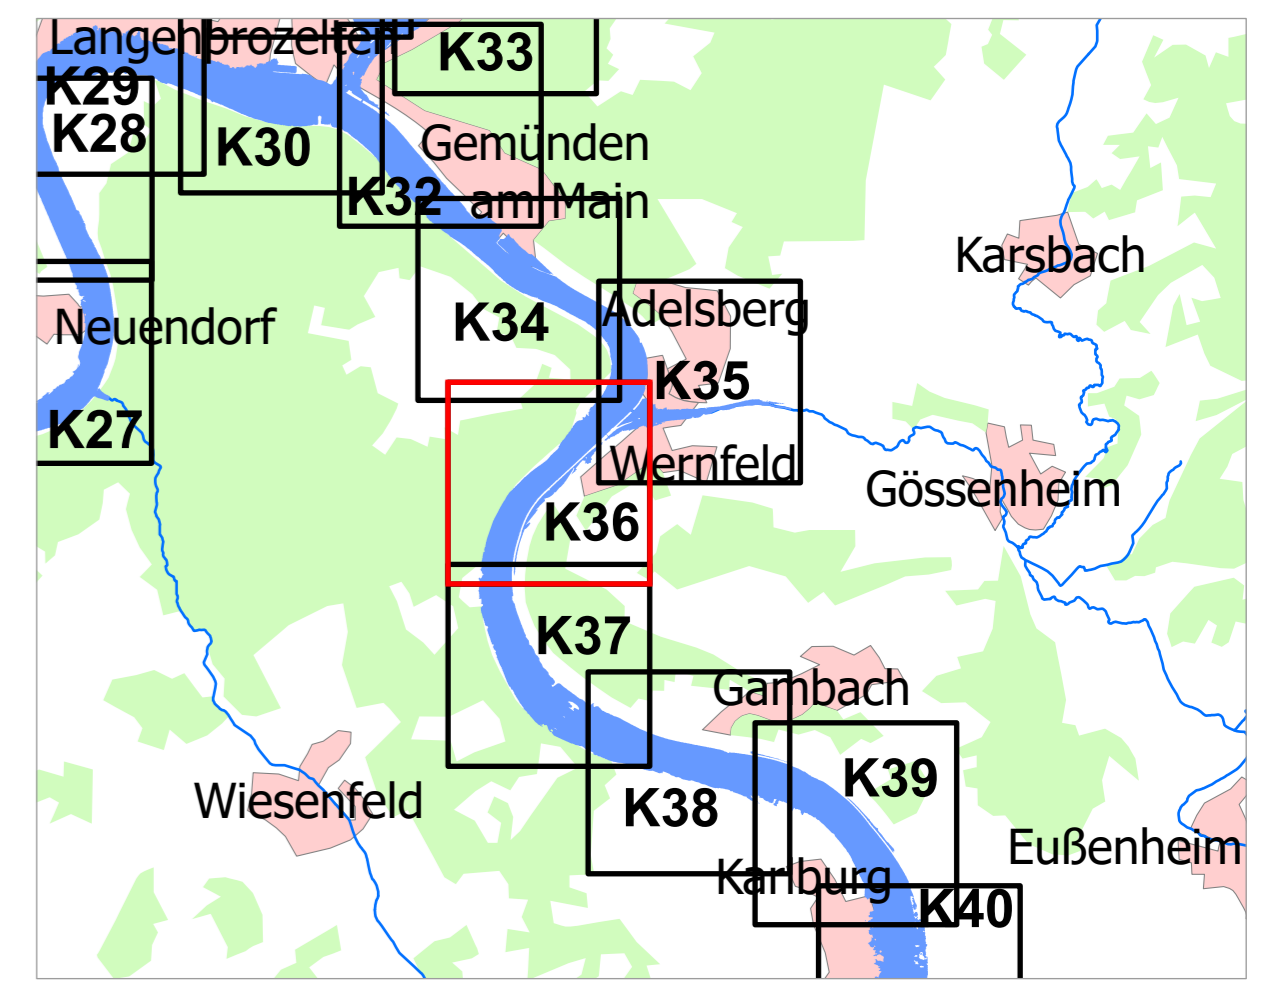 Langenprozelten
K33
K29
K28
K30
Gemünden
am Main
K32
Karsbach
Adelsberg
Neuendorf
K34
K35
K27
Wernfeld
Gössenheim
K36
K37
Gambach
K39
Wiesenfeld
K38
Eußenheim
Karlburg
K40